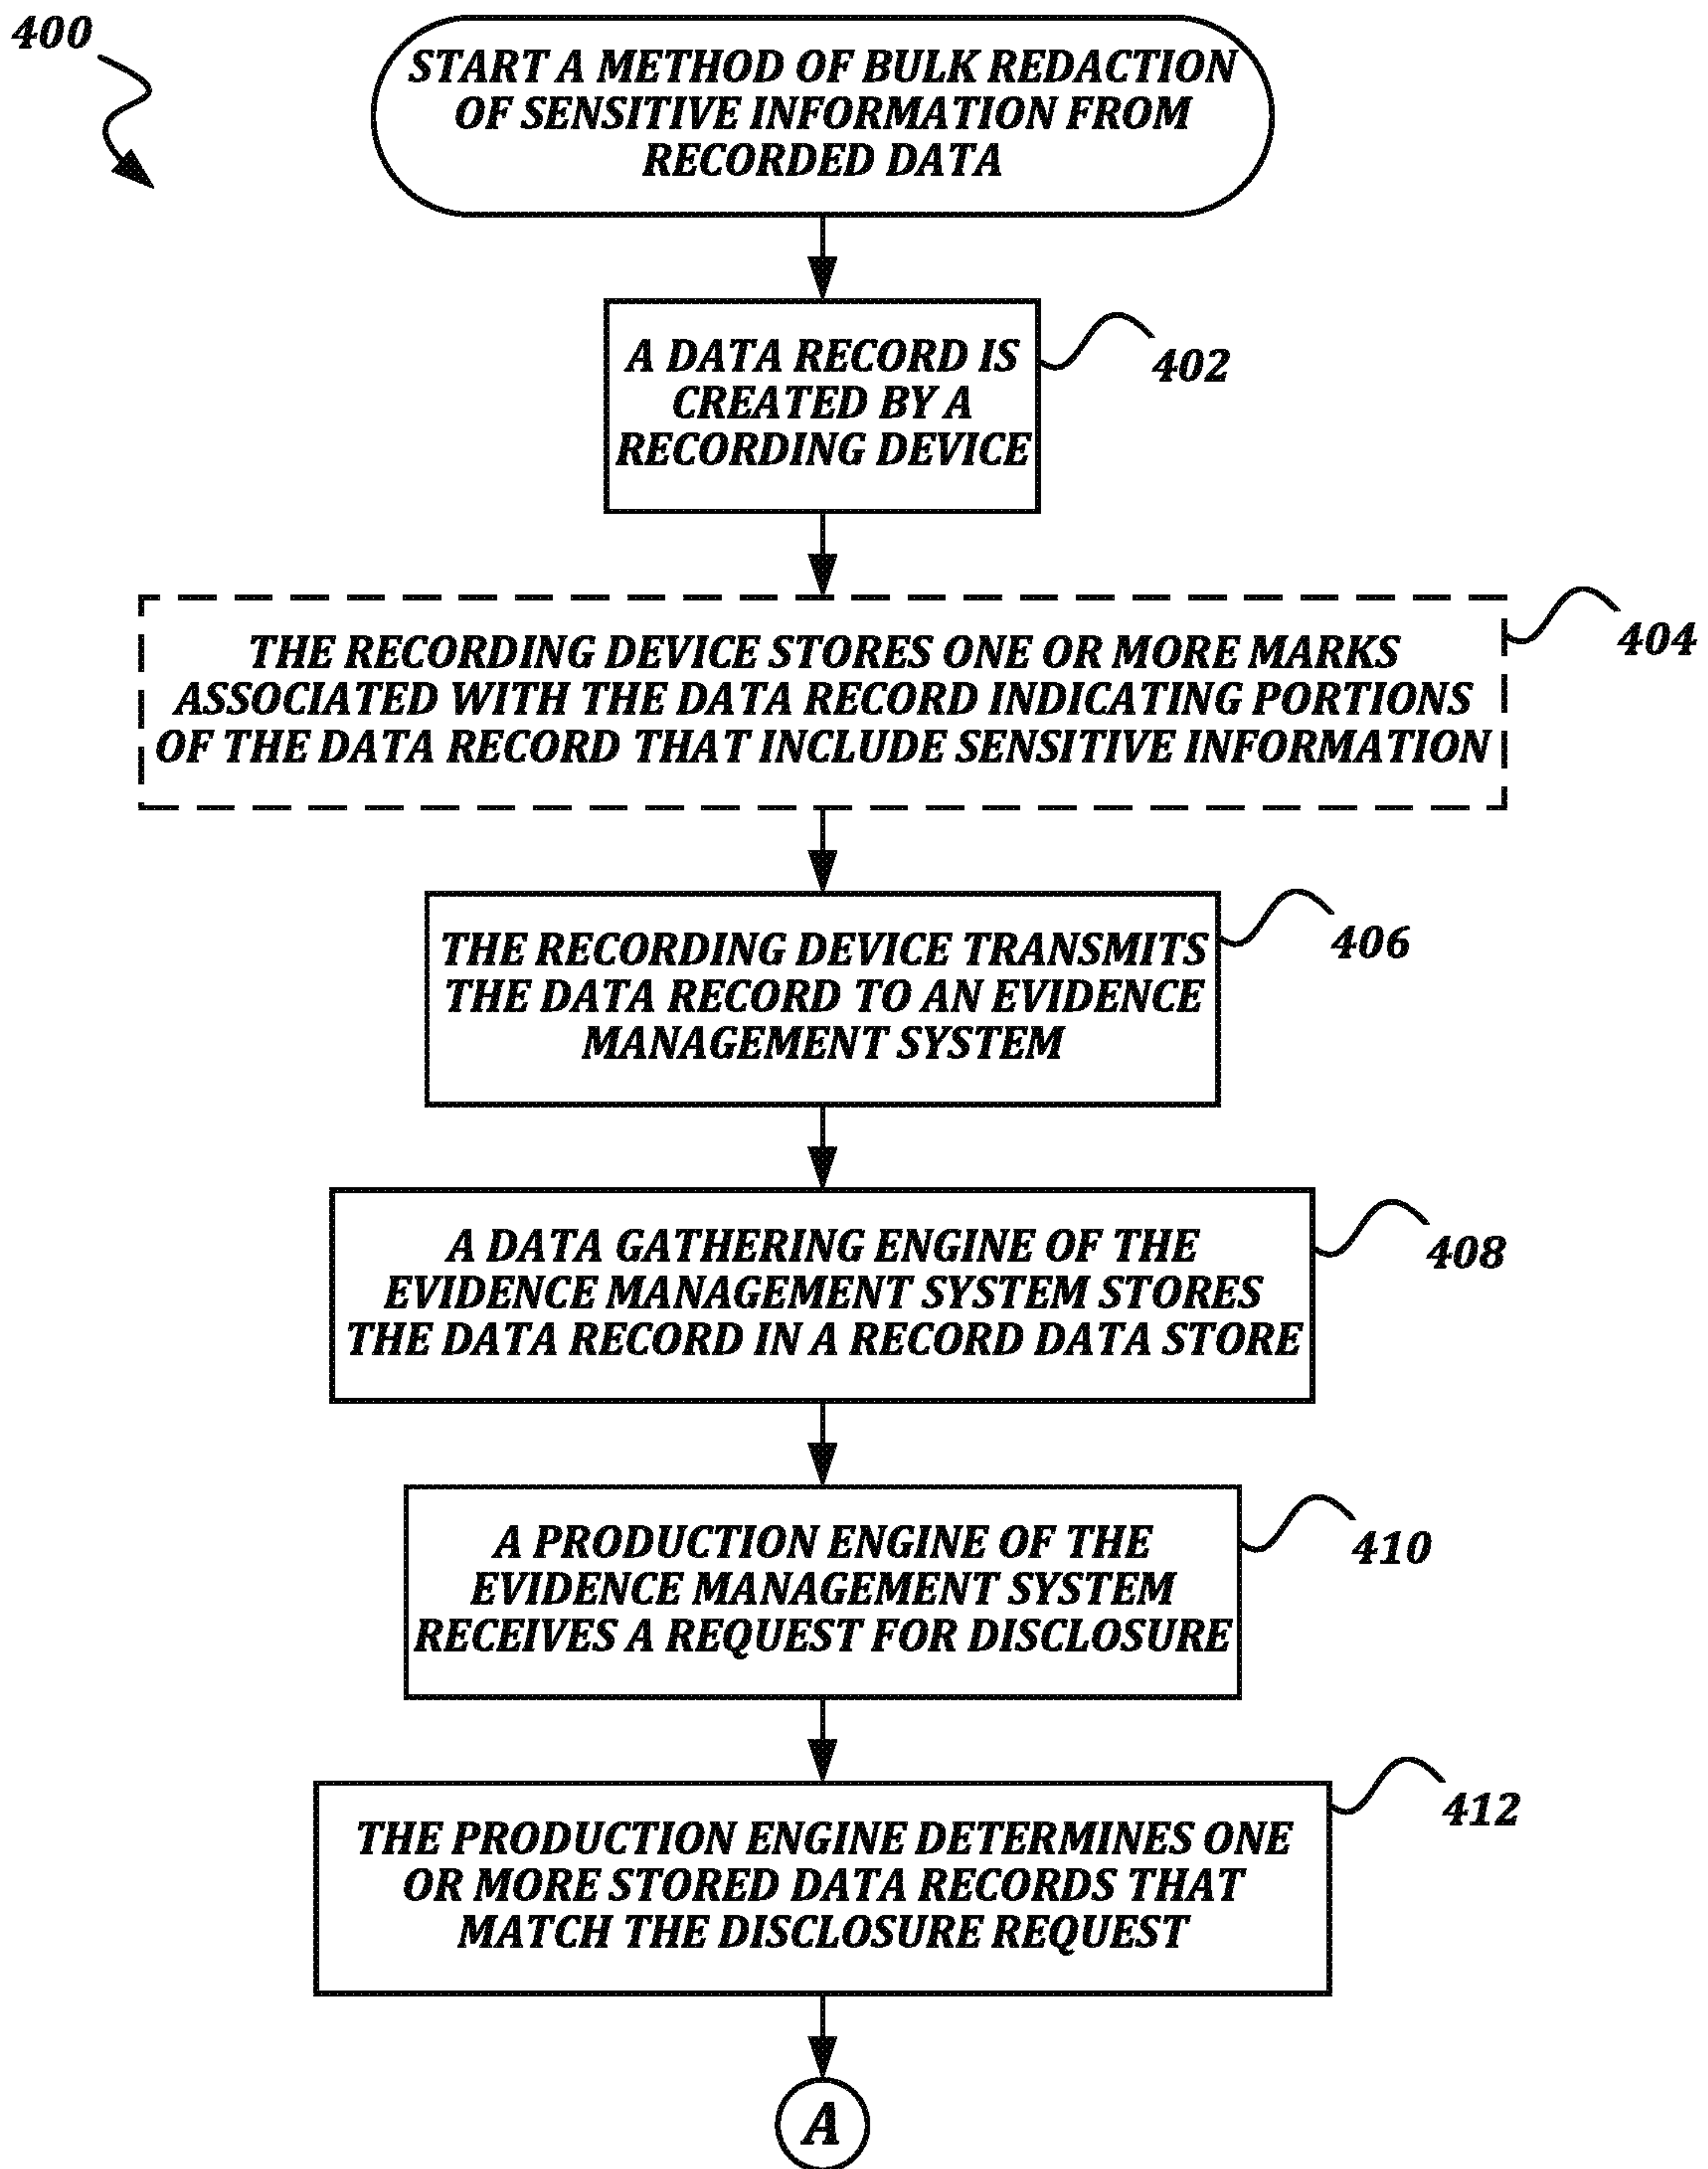 400
START A METHOD OF BULK REDACTION
OF SENSITIVE INFORMATION FROM
RECORDED DATA
A DATA RECORD IS
CREATED BY A
RECORDING DEVICE
402
THE RECORDING DEVICE STORES ONE OR MORE MARKS
ASSOCIATED WITH THE DATA RECORD INDICATING PORTIONS
OF THE DATA RECORD THAT INCLUDE SENSITIVE INFORMATION
404
THE RECORDING DEVICE TRANSMITS
THE DATA RECORD TO AN EVIDENCE
MANAGEMENT SYSTEM
406
A DATA GATHERING ENGINE OF THE
EVIDENCE MANAGEMENT SYSTEM STORES
THE DATA RECORD IN A RECORD DATA STORE
408
A PRODUCTION ENGINE OF THE
EVIDENCE MANAGEMENT SYSTEM
RECEIVES A REQUEST FOR DISCLOSURE
410
THE PRODUCTION ENGINE DETERMINES ONE
OR MORE STORED DATA RECORDS THAT
MATCH THE DISCLOSURE REQUEST
412
A